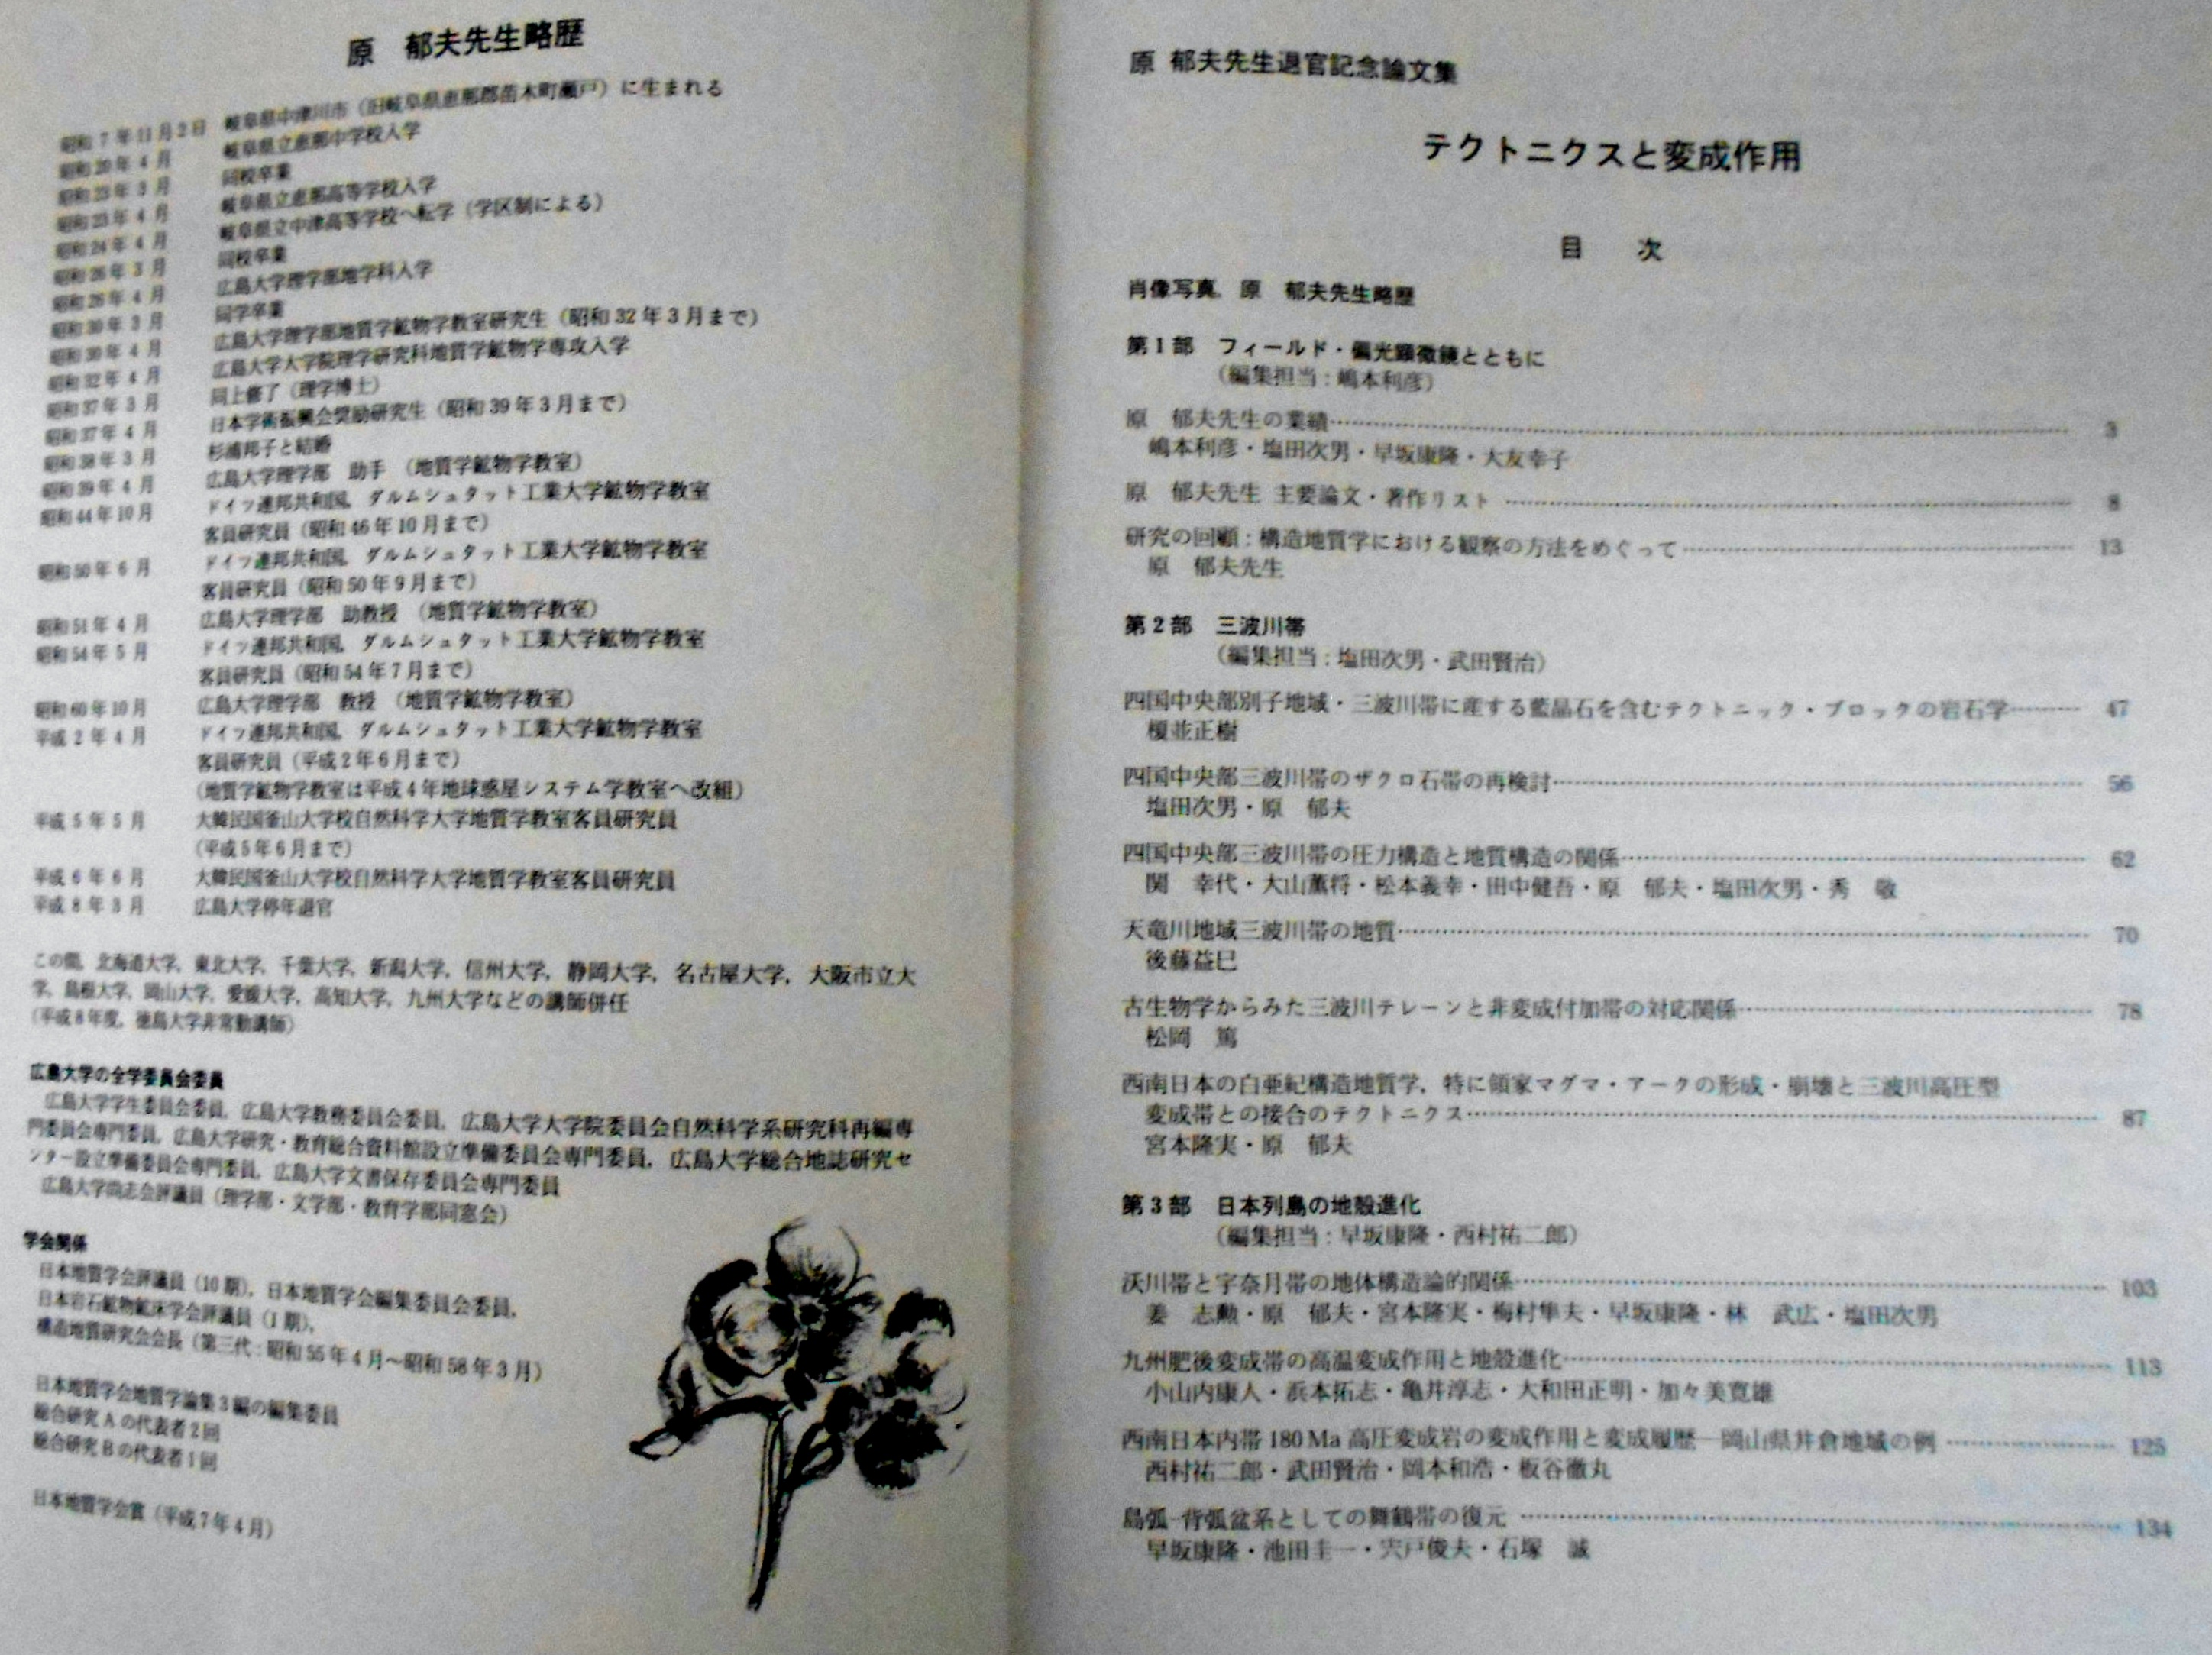 原　郁夫先生略歴
昭和 7 年11月2日　岐阜県中津川市（旧岐阜県恵那郡苗木町瀬戸）に生まれる
昭和20年 4 月　岐阜県立恵那中学校入学
昭和23年 3 月　同校卒業
昭和23年 4 月　岐阜県立恵那高等学校入学
昭和24年 4 月　岐阜県立中津高等学校へ転学（学区制による）
昭和26年 3 月　同校卒業
昭和26年 4 月　広島大学理学部地学科入学
昭和30年 3 月　同学卒業
昭和30年 4 月　広島大学理学部地質学鉱物学教室研究生（昭和32年3月まで）
昭和32年 4 月　広島大学大学院理学研究科地質学鉱物学専攻入学
昭和37年 3 月　同上修了（理学博士）
昭和37年 4 月　日本学術振興会奨励研究生（昭和39年3月まで）
昭和38年 3 月　杉浦邦子と結婚
昭和39年 4 月　広島大学理学部　助手　（地質学鉱物学教室）
昭和44年10月　ドイツ連邦共和国，ダルムシュタット工業大学鉱物学教室
客員研究員（昭和46年10月まで）
昭和50年 6 月　ドイツ連邦共和国，ダルムシュタット工業大学鉱物学教室
客員研究員（昭和50年9月まで）
昭和51年 4 月　広島大学理学部　助教授　（地質学鉱物学教室）
昭和54年 5 月　ドイツ連邦共和国，ダルムシュタット工業大学鉱物学教室
客員研究員（昭和54年7月まで）
昭和60年10月　広島大学理学部　教授　（地質学鉱物学教室）
平成 2 年 4 月　ドイツ連邦共和国，ダルムシュタット工業大学鉱物学教室
客員研究員（平成2年6月まで）
（地質学鉱物学教室は平成4年地球惑星システム学教室へ改組）
平成 5 年 5 月　大韓民国釜山大学校自然科学大学地質学教室客員研究員
（平成5年6月まで）
平成 6 年 6 月　大韓民国釜山大学校自然科学大学地質学教室客員研究員
平成 8 年 3 月　広島大学停年退官
この間，北海道大学，東北大学，千葉大学，新潟大学，信州大学，静岡大学，名古屋大学，大阪市立大
学，島根大学，岡山大学，愛媛大学，高知大学，九州大学などの講師併任
（平成8年度，徳島大学非常勤講師）
広島大学の全学委員会委員
広島大学学生委員会委員，広島大学教務委員会委員，広島大学大学院委員会自然科学系研究科再編専
門委員会専門委員，広島大学研究・教育総合資料館設立準備委員会専門委員，広島大学総合地誌研究セ
ンター設立準備委員会専門委員，広島大学文書保存委員会専門委員
広島大学尚志会評議員（理学部・文学部・教育学部同窓会）
学会関係
日本地質学会評議員（10期），日本地質学会編集委員会委員，
日本岩石鉱物鉱床学会評議員（1期），
構造地質研究会会長（第三代：昭和55年4月〜昭和58年3月）
日本地質学会地質学論集3編の編集委員
総合研究Aの代表者2回
総合研究Bの代表者1回
日本地質学会賞（平成7年4月）
原 郁夫先生退官記念論文集
テクトニクスと変成作用
目　次
肖像写真，原　郁夫先生略歴
第1部　フィールド・偏光顕微鏡とともに
（編集担当：嶋本利彦）
原　郁夫先生の業績…… 3
嶋本利彦・塩田次男・早坂康隆・大友幸子
原　郁夫先生 主要論文・著作リスト …… 8
研究の回顧：構造地質学における観察の方法をめぐって…… 13
原　郁夫先生
第2部　三波川帯
（編集担当：塩田次男・武田賢治）
四国中央部別子地域・三波川帯に産する藍晶石を含むテクトニック・ブロックの岩石学…… 47
榎並正樹
四国中央部三波川帯のザクロ石帯の再検討…… 56
塩田次男・原　郁夫
四国中央部三波川帯の圧力構造と地質構造の関係…… 62
関　幸代・大山薫将・松本義幸・田中健吾・原　郁夫・塩田次男・秀　敬
天竜川地域三波川帯の地質…… 70
後藤益巳
古生物学からみた三波川テレーンと非変成付加帯の対応関係…… 78
松岡　篤
西南日本の白亜紀構造地質学，特に領家マグマ・アークの形成・崩壊と三波川高圧型
変成帯との接合のテクトニクス…… 87
宮本隆実・原　郁夫
第3部　日本列島の地殻進化
（編集担当：早坂康隆・西村祐二郎）
沃川帯と宇奈月帯の地体構造論的関係…… 103
姜　志勲・原　郁夫・宮本隆実・梅村隼夫・早坂康隆・林　武広・塩田次男
九州肥後変成帯の高温変成作用と地殻進化…… 113
小山内康人・浜本拓志・亀井淳志・大和田正明・加々美寛雄
西南日本内帯180 Ma 高圧変成岩の変成作用と変成履歴―岡山県井倉地域の例 …… 125
西村祐二郎・武田賢治・岡本和浩・板谷徹丸
島弧-背弧盆系としての舞鶴帯の復元 …… 134
早坂康隆・池田圭一・宍戸俊夫・石塚　誠